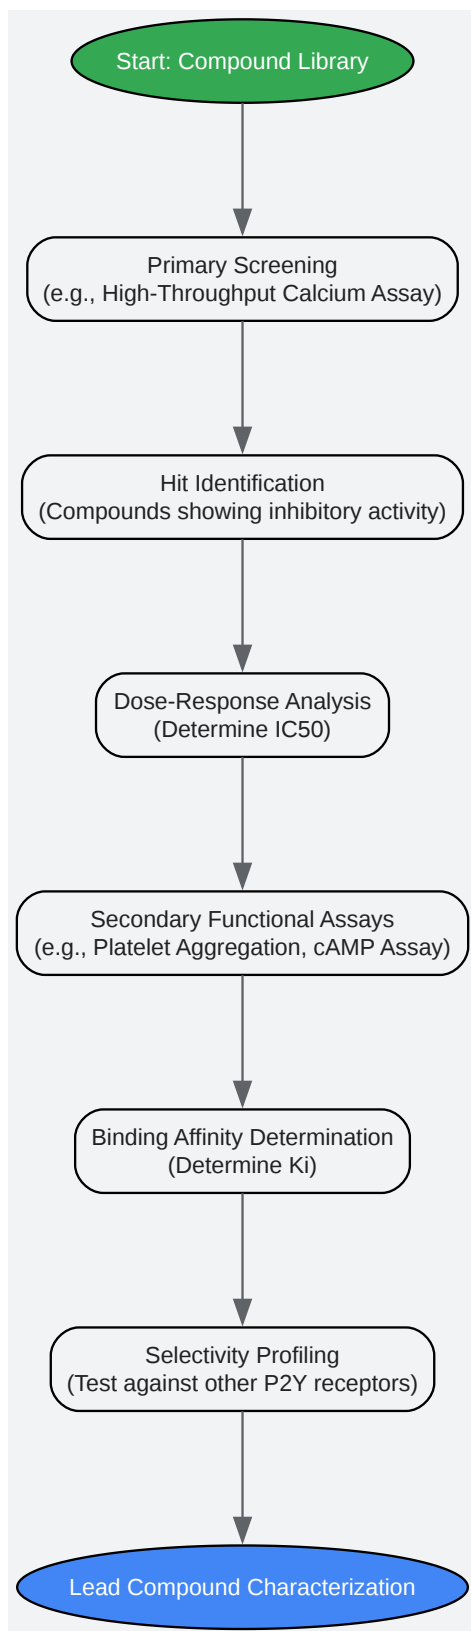 Start: Compound Library
Primary Screening
(e.g., High-Throughput Calcium Assay)
Hit Identification
(Compounds showing inhibitory activity)
Dose-Response Analysis
(Determine IC50)
Secondary Functional Assays
(e.g., Platelet Aggregation, cAMP Assay)
Binding Affinity Determination
(Determine Ki)
Selectivity Profiling
(Test against other P2Y receptors)
Lead Compound Characterization